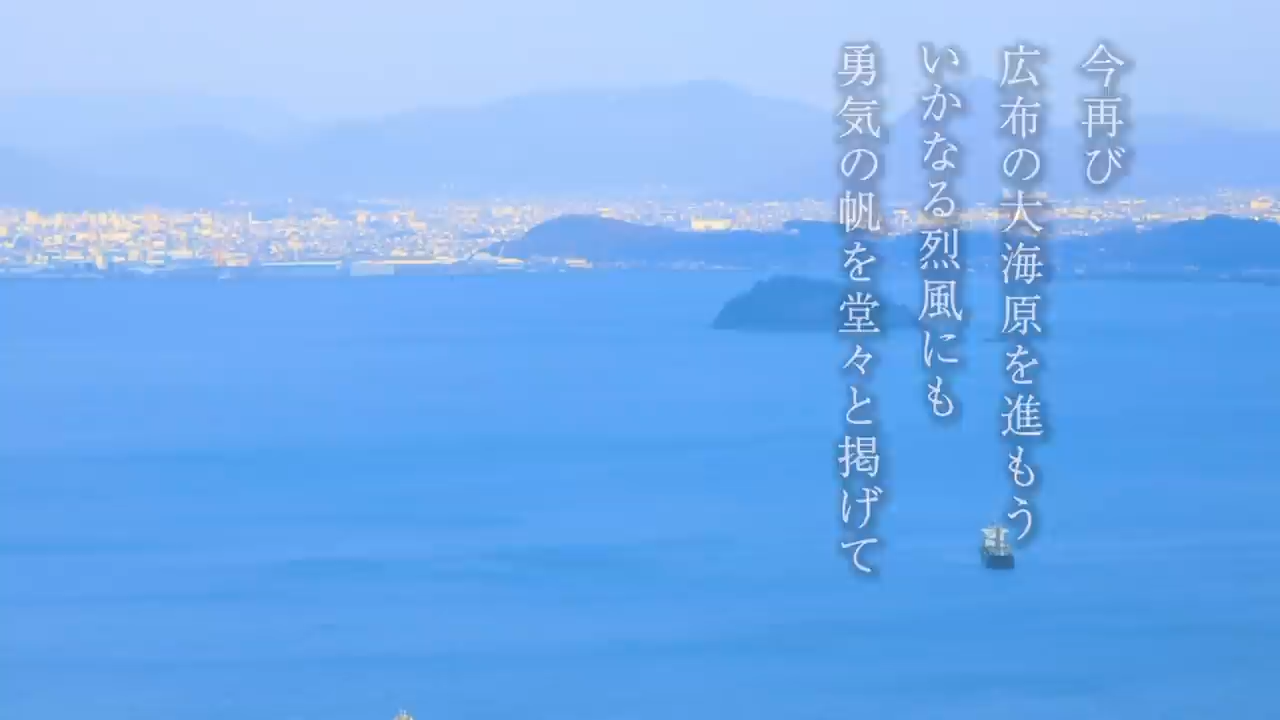 今再び
広布の大海原を進もう
いかなる烈風にも
勇気の帆を堂々と掲げて